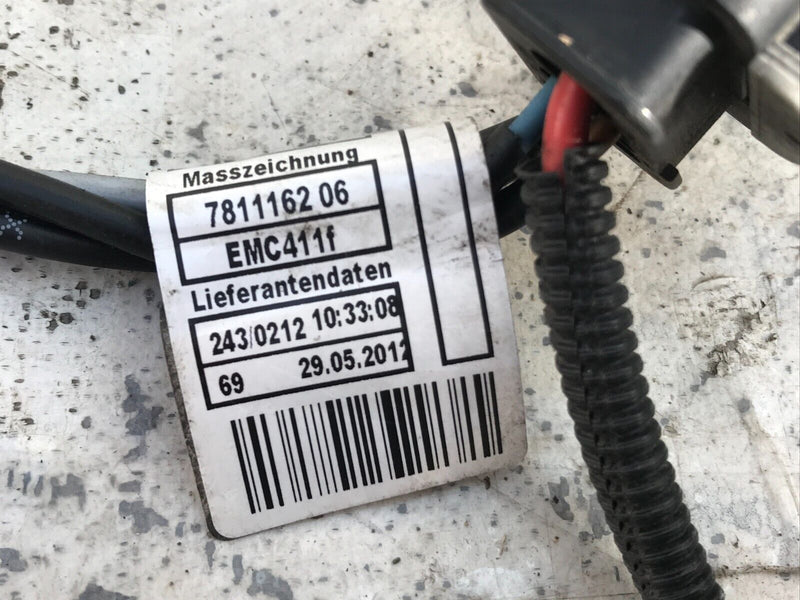 Masszeichnung
7811162 06
EMC411f
Lieferantendaten
243/0212 10:33:08
69 29.05.2012